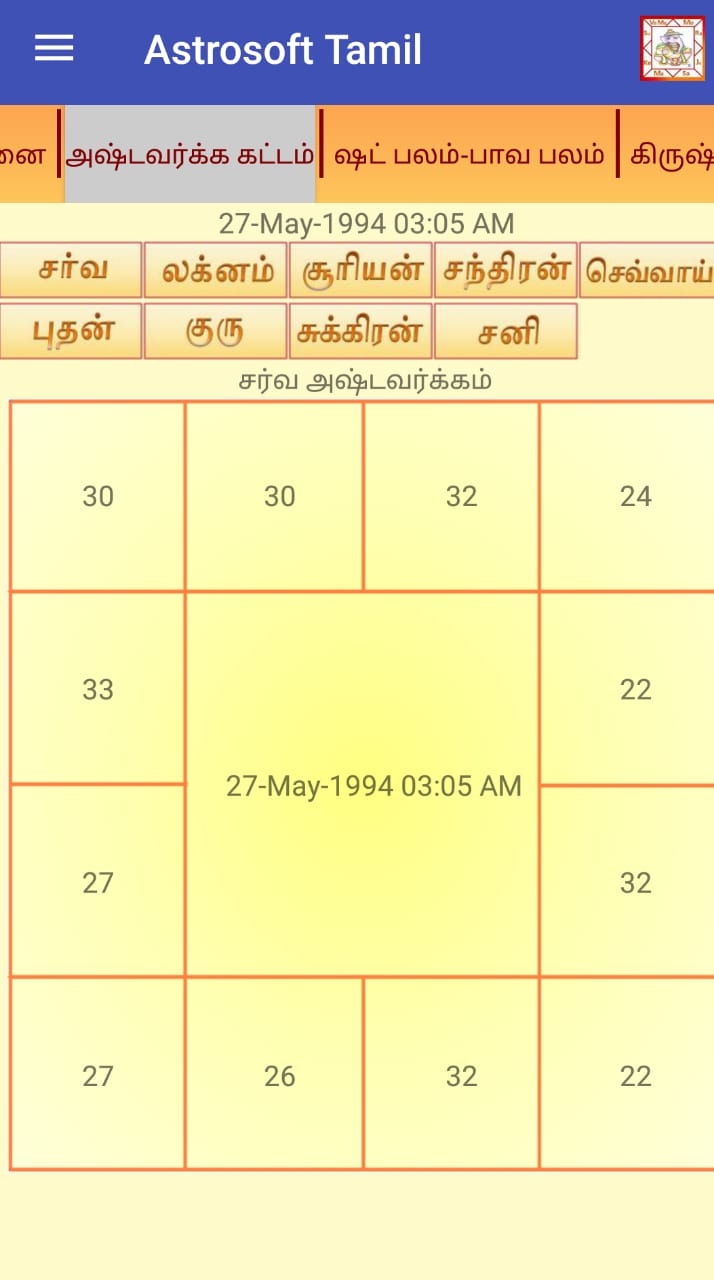 Astrosoft Tamil
னை அஷ்டவர்க்க கட்டம் ஷட் பலம்-பாவ பலம் கிருஷ்
27-May-1994 03:05 AM
சர்வ லக்னம் சூரியன் சந்திரன் செவ்வாய்
புதன் குரு சுக்கிரன் சனி
சர்வ அஷ்டவர்க்கம்
30 30 32 24
33 22
27-May-1994 03:05 AM
27 32
27 26 32 22